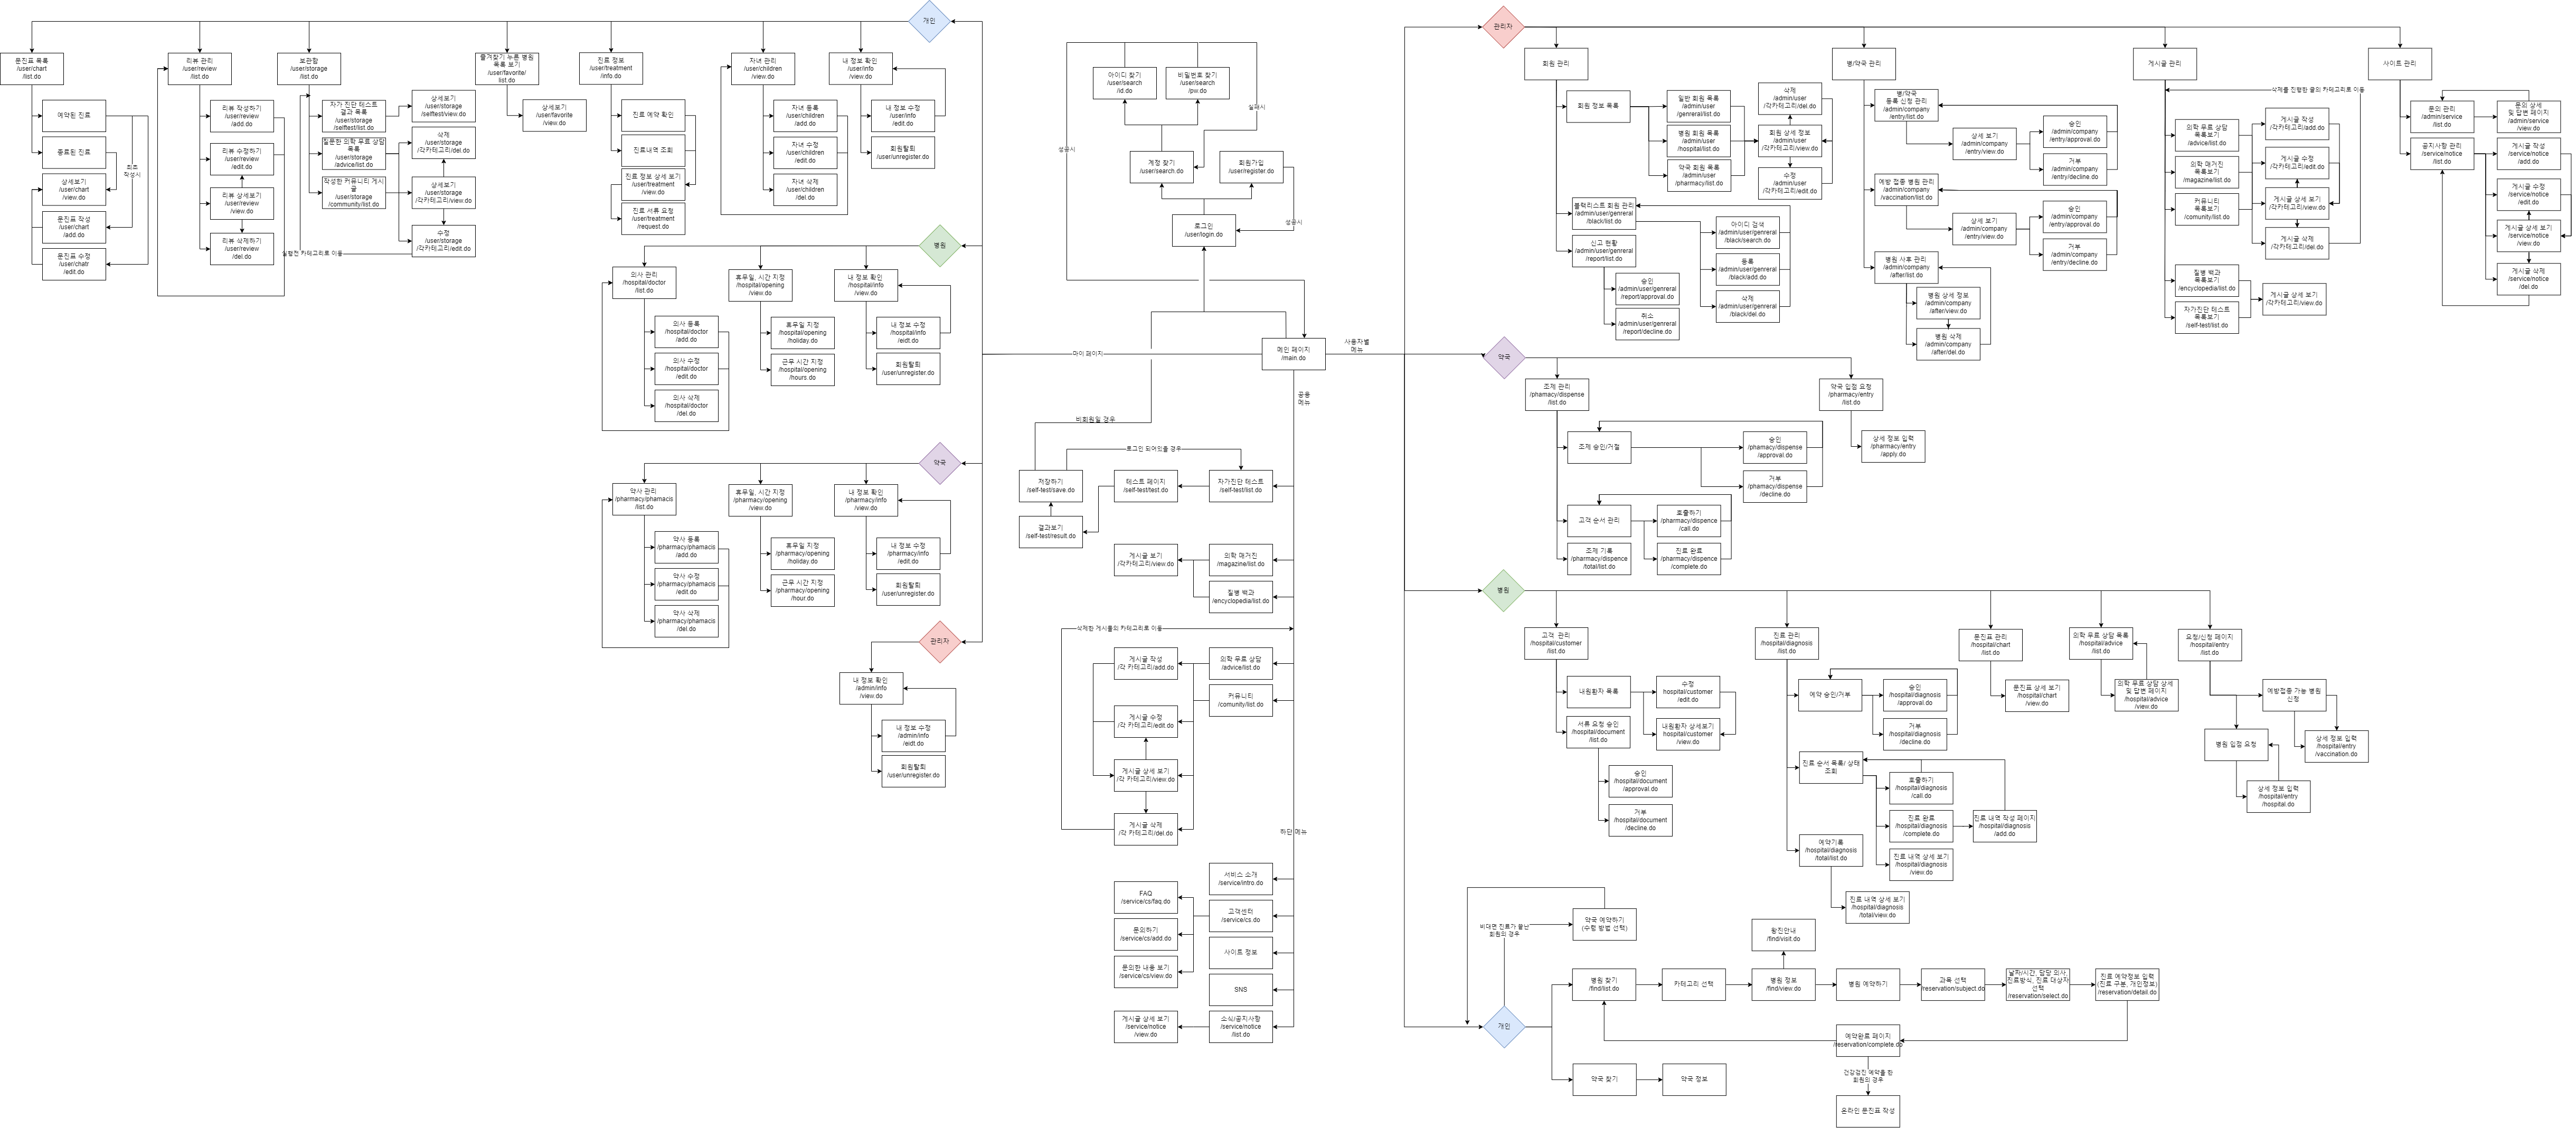 개인
문진표 목록
/user/chart
/list.do
예약된 진료
종료된 진료
최초
작성시
상세보기
/user/chart
/view.do
문진표 작성
/user/chart
/add.do
문진표 수정
/user/chatr
/edit.do
리뷰 관리
/user/review
/list.do
리뷰 작성하기
/user/review
/add.do
리뷰 수정하기
/user/review
/edit.do
리뷰 상세보기
/user/review
/view.do
리뷰 삭제하기
/user/review
/del.do
보관함
/user/storage
/list.do
자가 진단 테스트
결과 목록
/user/storage
/selftest/list.do
질문한 의학 무료 상담
목록
/user/storage
/advice/list.do
작성한 커뮤니티 게시
글
/user/storage
/community/list.do
상세보기
/user/storage
/selftest/view.do
삭제
/user/storage
/각카테고리/del.do
상세보기
/user/storage
/각카테고리/view.do
수정
/user/storage
/각카테고리/edit.do
실행전 카테고리로 이동
즐겨찾기 누른 병원
목록 보기
/user/favorite/
list.do
상세보기
/user/favorite
/view.do
진료 정보
/user/treatment
/info.do
진료 예약 확인
진료내역 조회
진료 정보 상세 보기
/user/treatment
/view.do
진료 서류 요청
/user/treatment
/request.do
자녀 관리
/user/children
/view.do
자녀 등록
/user/children
/add.do
자녀 수정
/user/children
/edit.do
자녀 삭제
/user/children
/del.do
내 정보 확인
/user/info
/view.do
내 정보 수정
/user/info
/edit.do
회원탈퇴
/user/unregister.do
병원
의사 관리
/hospital/doctor
/list.do
의사 등록
/hospital/doctor
/add.do
의사 수정
/hospital/doctor
/edit.do
의사 삭제
/hospital/doctor
/del.do
휴무일, 시간 지정
/hospital/opening
/view.do
휴무일 지정
/hospital/opening
/holiday.do
근무 시간 지정
/hospital/opening
/hours.do
내 정보 확인
/hospital/info
/view.do
내 정보 수정
/hospital/info
/eidt.do
회원탈퇴
/user/unregister.do
약국
약사 관리
/pharmacy/phamacis
/list.do
약사 등록
/pharmacy/phamacis
/add.do
약사 수정
/pharmacy/phamacis
/edit.do
약사 삭제
/pharmacy/phamacis
/del.do
휴무일, 시간 지정
/pharmacy/opening
/view.do
휴무일 지정
/pharmacy/opening
/holiday.do
근무 시간 지정
/pharmacy/opening
/hour.do
내 정보 확인
/pharmacy/info
/view.do
내 정보 수정
/pharmacy/info
/edit.do
회원탈퇴
/user/unregister.do
관리자
내 정보 확인
/admin/info
/view.do
내 정보 수정
/admin/info
/eidt.do
회원탈퇴
/user/unregister.do
아이디 찾기
/user/search
/id.do
비밀번호 찾기
/user/search
/pw.do
실패시
성공시
계정 찾기
/user/search.do
회원가입
/user/register.do
성공시
로그인
/user/login.do
메인 페이지
/main.do
마이 페이지
사용자별
메뉴
공용
메뉴
비회원일 경우
로그인 되어있을 경우
저장하기
/self-test/save.do
테스트 페이지
/self-test/test.do
자가진단 테스트
/self-test/list.do
결과보기
/self-test/result.do
게시글 보기
/각카테고리/view.do
의학 매거진
/magazine/list.do
질병 백과
/encyclopedia/list.do
삭제한 게시틀의 카테고리로 이동
게시글 작성
/각 카테고리/add.do
의학 무료 상담
/advice/list.do
커뮤니티
/comunity/list.do
게시글 수정
/각 카테고리/edit.do
게시글 상세 보기
/각 카테고리/view.do
게시글 삭제
/각 카테고리/del.do
하단 메뉴
서비스 소개
/service/intro.do
FAQ
/service/cs/faq.do
고객센터
/service/cs.do
문의하기
/service/cs/add.do
사이트 정보
문의한 내용 보기
/service/cs/view.do
SNS
게시글 상세 보기
/service/notice
/view.do
소식/공지사항
/service/notice
/list.do
관리자
회원 관리
회원 정보 목록
일반 회원 목록
/admin/user
/genreral/list.do
병원 회원 목록
/admin/user
/hospital/list.do
약국 회원 목록
/admin/user
/pharmacy/list.do
삭제
/admin/user
/각카테고리/del.do
회원 상세 정보
/admin/user
/각카테고리/view.do
수정
/admin/user
/각카테고리/edit.do
블랙리스트 회원 관리
/admin/user/genreral
/black/list.do
신고 현황
/admin/user/genreral
/report/list.do
승인
/admin/user/genreral
/report/approval.do
취소
/admin/user/genreral
/report/decline.do
아이디 검색
/admin/user/genreral
/black/search.do
등록
/admin/user/genreral
/black/add.do
삭제
/admin/user/genreral
/black/del.do
병/약국 관리
병/약국
등록 신청 관리
/admin/company
/entry/list.do
상세 보기
/admin/company
/entry/view.do
승인
/admin/company
/entry/approval.do
거부
/admin/company
/entry/decline.do
예방 접종 병원 관리
/admin/company
/vaccination/list.do
상세 보기
/admin/company
/entry/view.do
승인
/admin/company
/entry/approval.do
거부
/admin/company
/entry/decline.do
병원 사후 관리
/admin/company
/after/list.do
병원 상세 정보
/admin/company
/after/view.do
병원 삭제
/admin/company
/after/del.do
게시글 관리
삭제를 진행한 글의 카테고리로 이동
의학 무료 상담
목록보기
/advice/list.do
의학 매거진
목록보기
/magazine/list.do
커뮤니티
목록보기
/comunity/list.do
게시글 작성
/각카테고리/add.do
게시글 수정
/각카테고리/edit.do
게시글 상세 보기
/각카테고리/view.do
게시글 삭제
/각카테고리/del.do
질병 백과
목록보기
/encyclopedia/list.do
자가진단 테스트
목록보기
/self-test/list.do
게시글 상세 보기
/각카테고리/view.do
사이트 관리
문의 관리
/admin/service
/list.do
문의 상세
및 답변 페이지
/admin/service
/view.do
공지사항 관리
/service/notice
/list.do
게시글 작성
/service/notice
/add.do
게시글 수정
/service/notice
/edit.do
게시글 상세 보기
/service/notice
/view.do
게시글 삭제
/service/notice
/del.do
약국
조제 관리
/phamacy/dispense
/list.do
조제 승인/거절
승인
/phamacy/dispense
/approval.do
거부
/phamacy/dispense
/decline.do
고객 순서 관리
호출하기
/pharmacy/dispence
/call.do
조제 기록
/pharmacy/dispence
/total/list.do
진료 완료
/pharmacy/dispence
/complete.do
약국 입점 요청
/pharmacy/entry
/list.do
상세 정보 입력
/pharmacy/entry
/apply.do
병원
고객 관리
/hospital/customer
/list.do
내원환자 목록
수정
hospital/customer
/edit.do
내원환자 상세보기
hospital/customer
/view.do
서류 요청 승인
/hospital/document
/list.do
승인
/hospital/document
/approval.do
거부
/hospital/document
/decline.do
진료 관리
/hospital/diagnosis
/list.do
예약 승인/거부
승인
/hospital/diagnosis
/approval.do
거부
/hospital/diagnosis
/decline.do
진료 순서 목록/ 상태
조회
호출하기
/hospital/diagnosis
/call.do
진료 완료
/hospital/diagnosis
/complete.do
진료 내역 작성 페이지
/hospital/diagnosis
/add.do
진료 내역 상세 보기
/hospital/diagnosis
/view.do
예약기록
/hospital/diagnosis
/total/list.do
진료 내역 상세 보기
/hospital/diagnosis
/total/view.do
문진표 관리
/hospital/chart
/list.do
문진표 상세 보기
/hospital/chart
/view.do
의학 무료 상담 목록
/hospital/advice
/list.do
의학 무료 상담 상세
및 답변 페이지
/hospital/advice
/view.do
요청/신청 페이지
/hospital/entry
/list.do
예방접종 가능 병원
신청
상세 정보 입력
/hospital/entry
/vaccination.do
병원 입점 요청
상세 정보 입력
/hospital/entry
/hospital.do
개인
비대면 진료가 끝난
회원의 경우
약국 예약하기
(수령 방법 선택)
왕진안내
/find/visit.do
병원 찾기
/find/list.do
카테고리 선택
병원 정보
/find/view.do
병원 예약하기
과목 선택
/reservation/subject.do
날짜/시간, 담당 의사,
진료방식, 진료 대상자
선택
/reservation/select.do
진료 예약정보 입력
(진료 구분, 개인정보)
/reservation/detail.do
예약완료 페이지
/reservation/complete.do
건강검진 예약을 한
회원의 경우
온라인 문진표 작성
약국 찾기
약국 정보